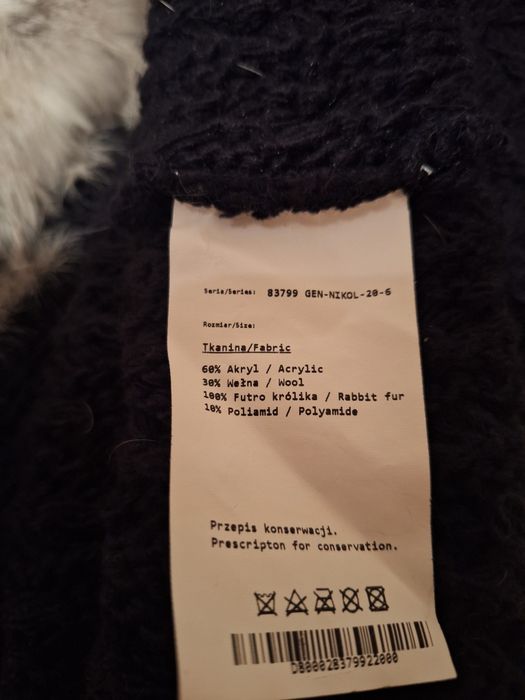 Seria/Series: 83799 GEN-NIKOL-20-6
Rozmiar/Size:
Tkanina/Fabric
60% Akryl / Acrylic
30% Wełna / Wool
100% Futro królika / Rabbit fur
10% Poliamid / Polyamide
Przepis konserwacji.
Prescripton for conservation.
D800028379922000